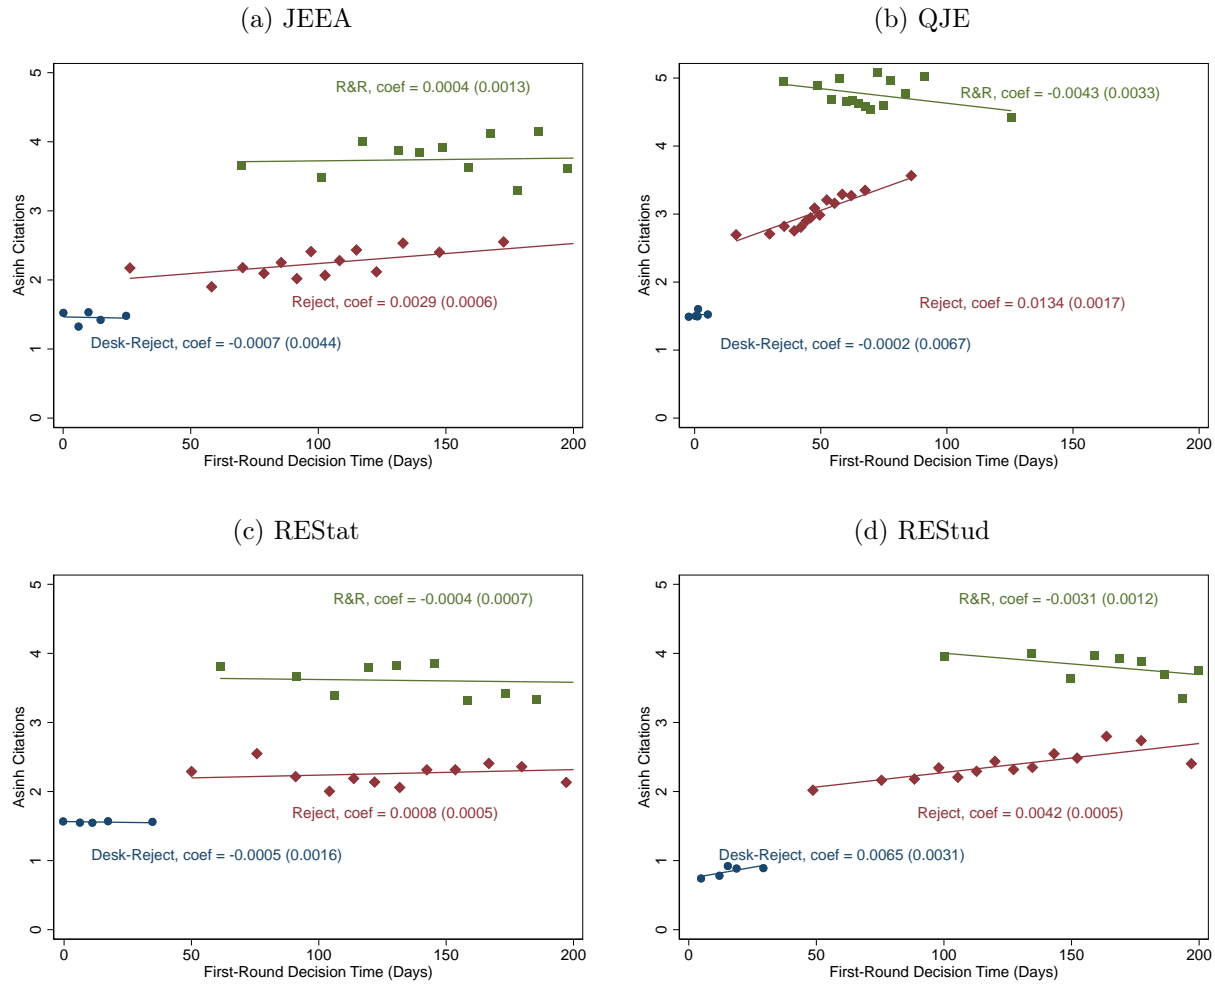 (a) JEEA
R&R, coef = 0.0004 (0.0013)
Reject, coef = 0.0029 (0.0006)
Desk-Reject, coef = -0.0007 (0.0044)
Asinh Citations
0 1 2 3 4 5
0 50 100 150 200
First-Round Decision Time (Days)
(b) QJE
R&R, coef = -0.0043 (0.0033)
Reject, coef = 0.0134 (0.0017)
Desk-Reject, coef = -0.0002 (0.0067)
Asinh Citations
0 1 2 3 4 5
0 50 100 150 200
First-Round Decision Time (Days)
(c) REStat
R&R, coef = -0.0004 (0.0007)
Reject, coef = 0.0008 (0.0005)
Desk-Reject, coef = -0.0005 (0.0016)
Asinh Citations
0 1 2 3 4 5
0 50 100 150 200
First-Round Decision Time (Days)
(d) REStud
R&R, coef = -0.0031 (0.0012)
Reject, coef = 0.0042 (0.0005)
Desk-Reject, coef = 0.0065 (0.0031)
Asinh Citations
0 1 2 3 4 5
0 50 100 150 200
First-Round Decision Time (Days)